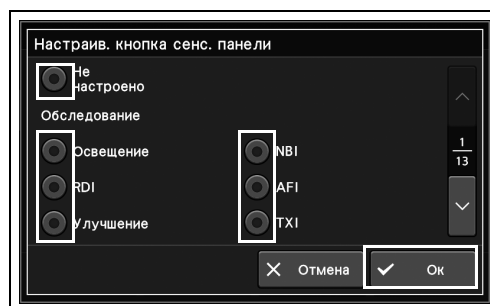 Настраив. кнопка сенс. панели
Не
настроено
Обследование
Освещение
NBI
1
13
RDI
AFI
Улучшение
TXI
Отмена
Ок